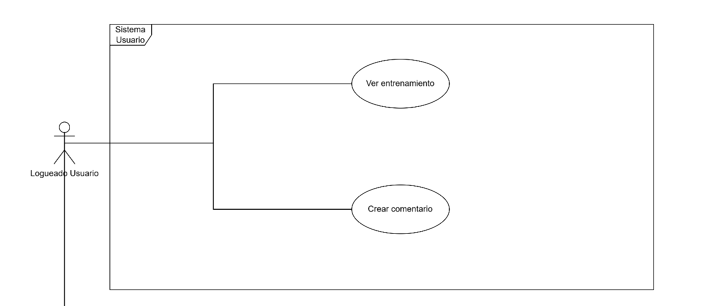 Sistema
Usuario
Ver entrenamiento
Logueado Usuario
Crear comentario